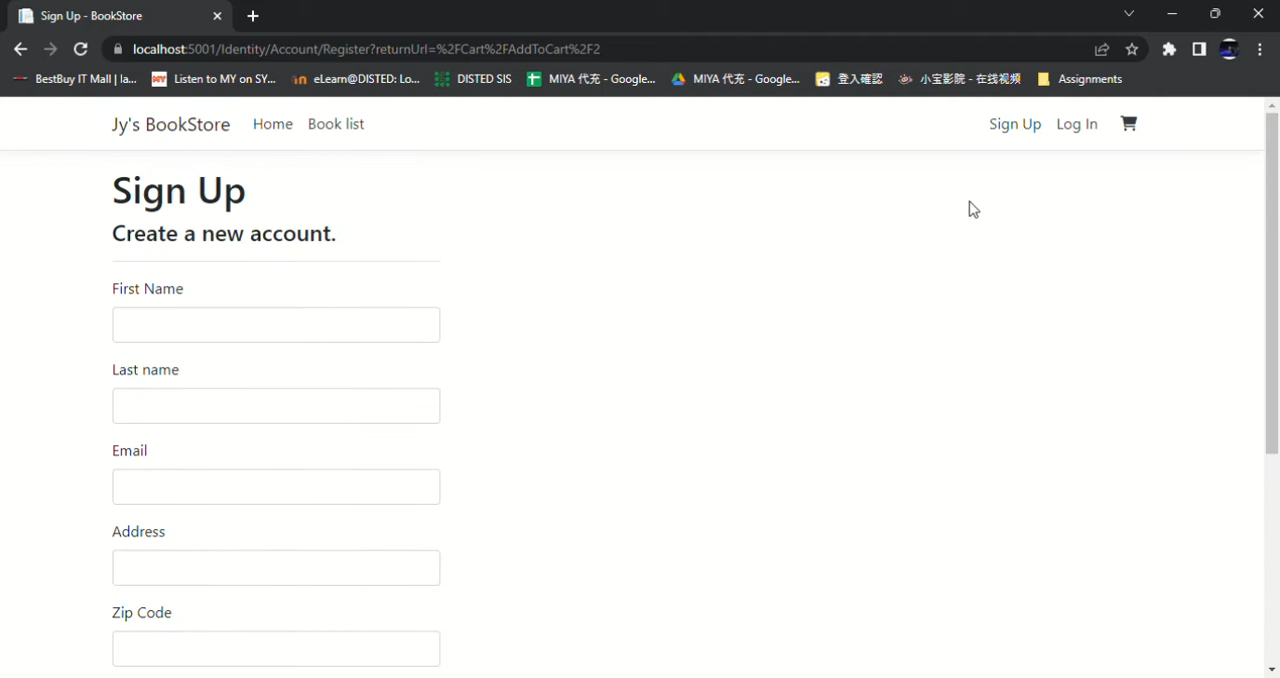 Sign Up - BookStore
localhost:5001/Identity/Account/Register?returnUrl=%2FCart%2FAddToCart%2F2
BestBuy IT Mall | la... Listen to MY on SY... eLearn@DISTED: Lo... DISTED SIS MIYA 代充 - Google... MIYA 代充 - Google... 登入確認 小宝影院 - 在线视频 Assignments
Jy's BookStore Home Book list Sign Up Log In
Sign Up
Create a new account.
First Name
Last name
Email
Address
Zip Code